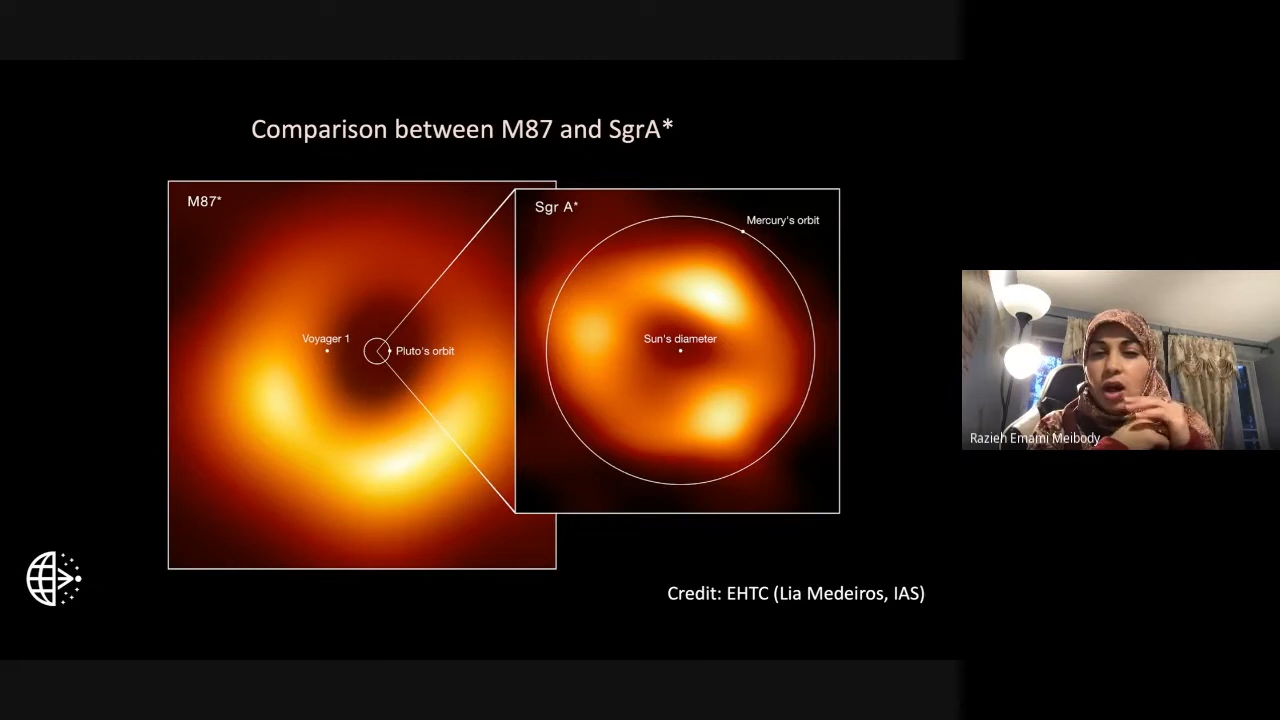 Comparison between M87 and SgrA*
M87*
Sgr A*
Mercury's orbit
Voyager 1
Pluto's orbit
Sun's diameter
Razieh Emami Meibody
Credit: EHTC (Lia Medeiros, IAS)